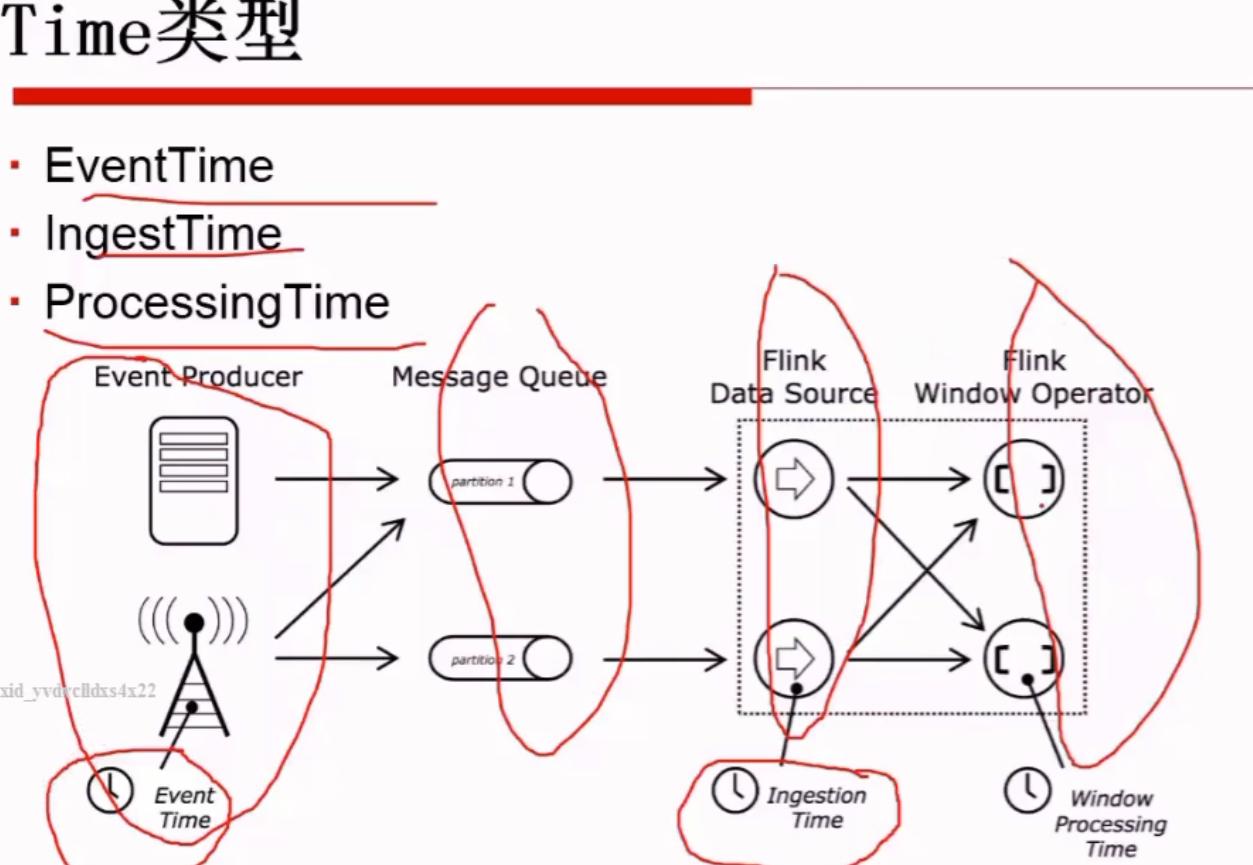 Time类型
EventTime
IngestTime
ProcessingTime
Event Producer
Message Queue
Flink
Data Source
Flink
Window Operator
partition 1
partition 2
Event
Time
Ingestion
Time
Window
Processing
Time